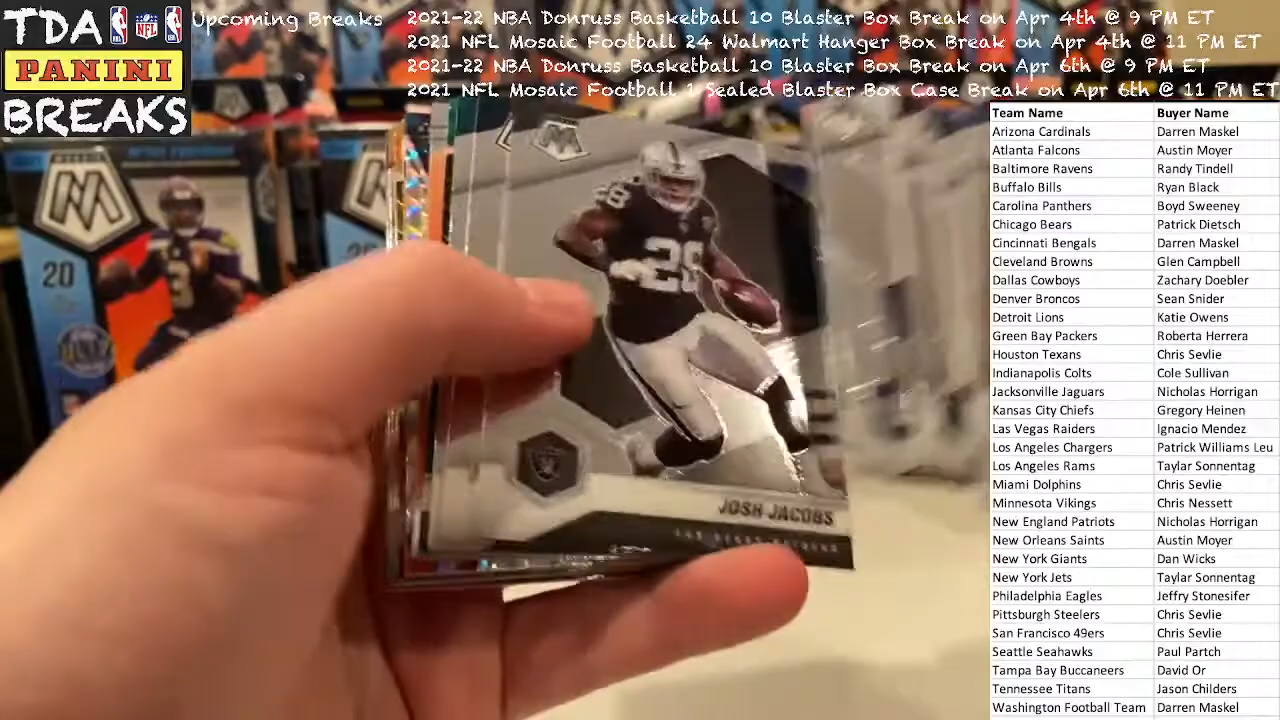 TDA
PANINI
BREAKS
Upcoming Breaks
2021-22 NBA Donruss Basketball 10 Blaster Box Break on Apr 4th @ 9 PM ET
2021 NFL Mosaic Football 24 Walmart Hanger Box Break on Apr 4th @ 11 PM ET
2021-22 NBA Donruss Basketball 10 Blaster Box Break on Apr 6th @ 9 PM ET
2021 NFL Mosaic Football 1 Sealed Blaster Box Case Break on Apr 6th @ 11 PM ET
Team Name Buyer Name
Arizona Cardinals Darren Maskel
Atlanta Falcons Austin Moyer
Baltimore Ravens Randy Tindell
Buffalo Bills Ryan Black
Carolina Panthers Boyd Sweeney
Chicago Bears Patrick Dietsch
Cincinnati Bengals Darren Maskel
Cleveland Browns Glen Campbell
Dallas Cowboys Zachary Doebler
Denver Broncos Sean Snider
Detroit Lions Katie Owens
Green Bay Packers Roberta Herrera
Houston Texans Chris Sevlie
Indianapolis Colts Cole Sullivan
Jacksonville Jaguars Nicholas Horrigan
Kansas City Chiefs Gregory Heinen
Las Vegas Raiders Ignacio Mendez
Los Angeles Chargers Patrick Williams Leu
Los Angeles Rams Taylar Sonnentag
Miami Dolphins Chris Sevlie
Minnesota Vikings Chris Nessett
New England Patriots Nicholas Horrigan
New Orleans Saints Austin Moyer
New York Giants Dan Wicks
New York Jets Taylar Sonnentag
Philadelphia Eagles Jeffry Stonesifer
Pittsburgh Steelers Chris Sevlie
San Francisco 49ers Chris Sevlie
Seattle Seahawks Paul Partch
Tampa Bay Buccaneers David Or
Tennessee Titans Jason Childers
Washington Football Team Darren Maskel
M
20
3
M
28
28
JOSH JACOBS